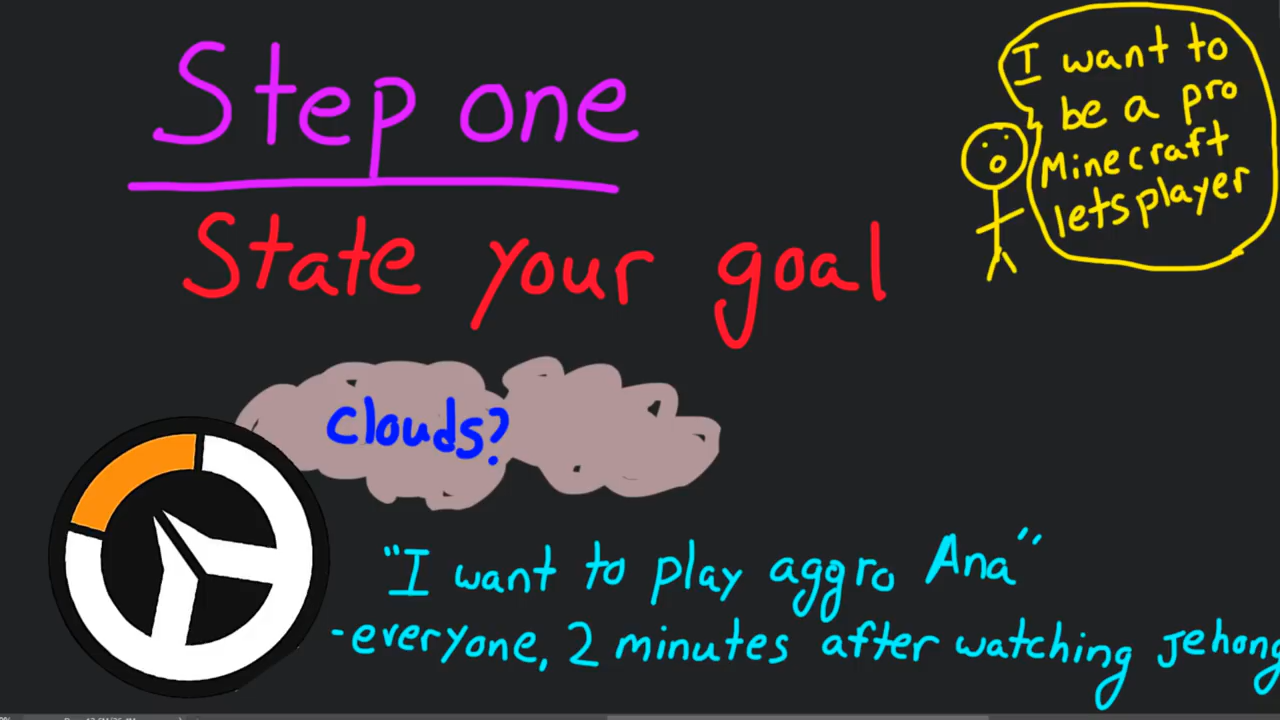 Step one
State your goal
I want to
be a pro
Minecraft
letsplayer
clouds?
"I want to play aggro Ana"
-everyone, 2 minutes after watching Jehong